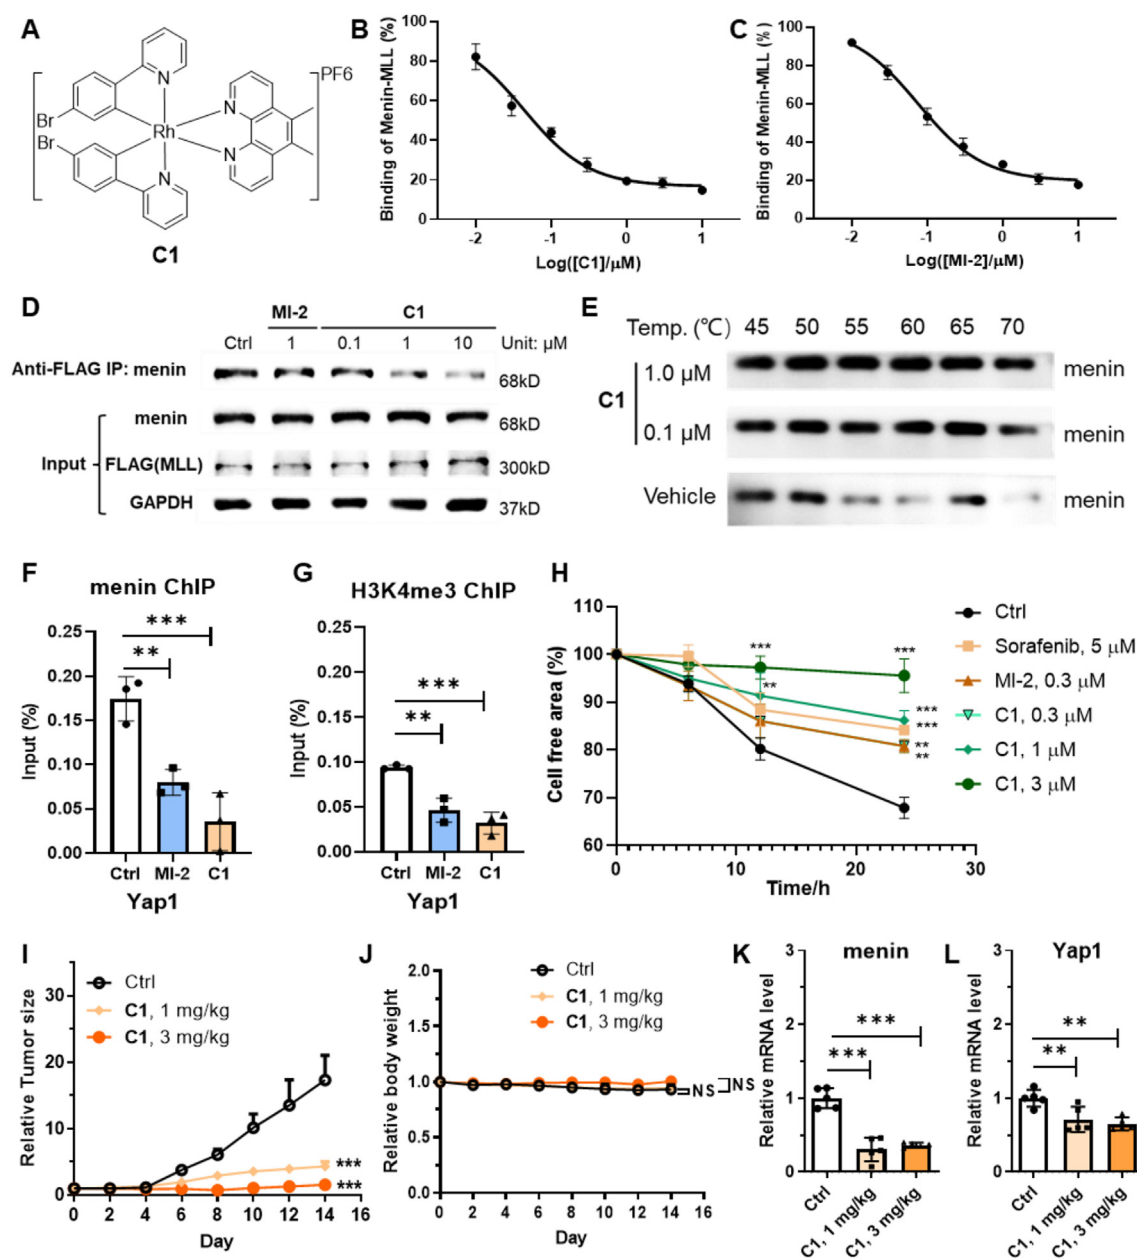 A
N
Br
Rh
Br
N
N
N
PF6
C1
B
Binding of Menin-MLL (%)
100
80
60
40
20
0
-2 -1 0 1
Log([C1]/μM)
C
Binding of Menin-MLL (%)
100
80
60
40
20
0
-2 -1 0 1
Log([MI-2]/μM)
D
MI-2 C1
Ctrl 1 0.1 1 10 Unit: μM
Anti-FLAG IP: menin 68kD
menin 68kD
Input FLAG(MLL) 300kD
GAPDH 37kD
E
Temp. (℃) 45 50 55 60 65 70
C1
1.0 μM menin
0.1 μM menin
Vehicle menin
F
menin ChIP
Input (%)
0.25
0.20
0.15
0.10
0.05
0.00
***
**
Ctrl MI-2 C1
Yap1
G
H3K4me3 ChIP
Input (%)
0.25
0.20
0.15
0.10
0.05
0.00
***
**
Ctrl MI-2 C1
Yap1
H
Cell free area (%)
110
100
90
80
70
60
0 10 20 30
Time/h
***
**
***
***
***
**
**
Ctrl
Sorafenib, 5 μM
MI-2, 0.3 μM
C1, 0.3 μM
C1, 1 μM
C1, 3 μM
I
Relative Tumor size
30
20
10
0
0 2 4 6 8 10 12 14 16
Day
Ctrl
C1, 1 mg/kg
C1, 3 mg/kg
***
***
J
Relative body weight
2.0
1.5
1.0
0.5
0.0
0 2 4 6 8 10 12 14 16
Day
Ctrl
C1, 1 mg/kg
C1, 3 mg/kg
NS
NS
K
menin
Relative mRNA level
3
2
1
0
***
***
Ctrl
C1, 1 mg/kg
C1, 3 mg/kg
L
Yap1
Relative mRNA level
3
2
1
0
**
**
Ctrl
C1, 1 mg/kg
C1, 3 mg/kg